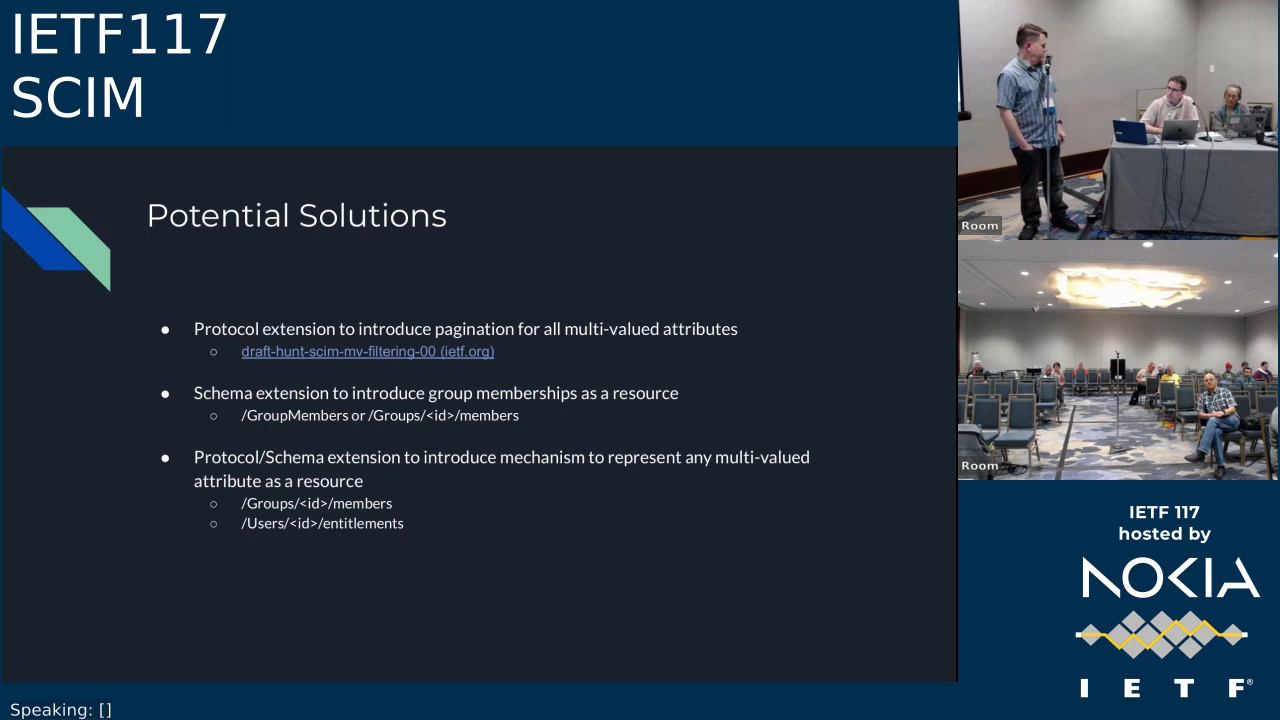 IETF117
SCIM
Potential Solutions
● Protocol extension to introduce pagination for all multi-valued attributes
○ draft-hunt-scim-mv-filtering-00 (ietf.org)
● Schema extension to introduce group memberships as a resource
○ /GroupMembers or /Groups/<id>/members
● Protocol/Schema extension to introduce mechanism to represent any multi-valued
attribute as a resource
○ /Groups/<id>/members
○ /Users/<id>/entitlements
Room
Room
IETF 117
hosted by
NOKIA
I E T F®
Speaking: []